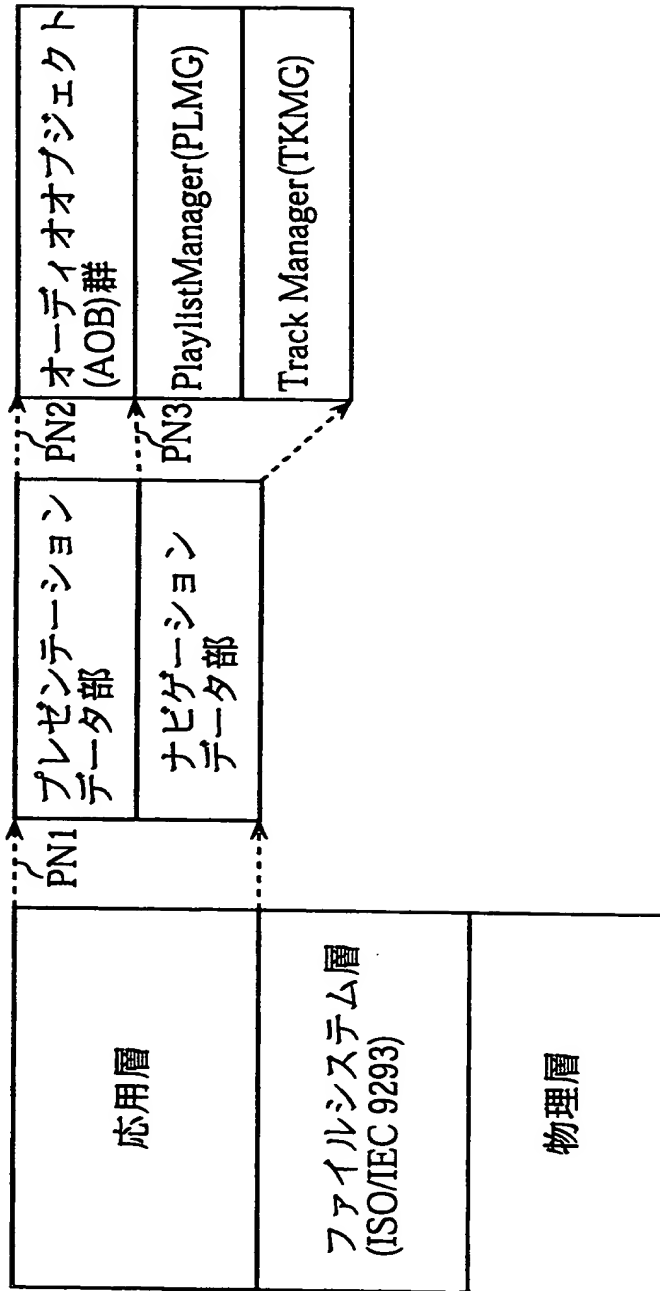 応用層
ファイルシステム層
(ISO/IEC 9293)
物理層
PN1
プレゼンテーション
データ部
ナビゲーション
データ部
PN2
PN3
オーディオオブジェクト
(AOB)群
PlaylistManager(PLMG)
Track Manager(TKMG)